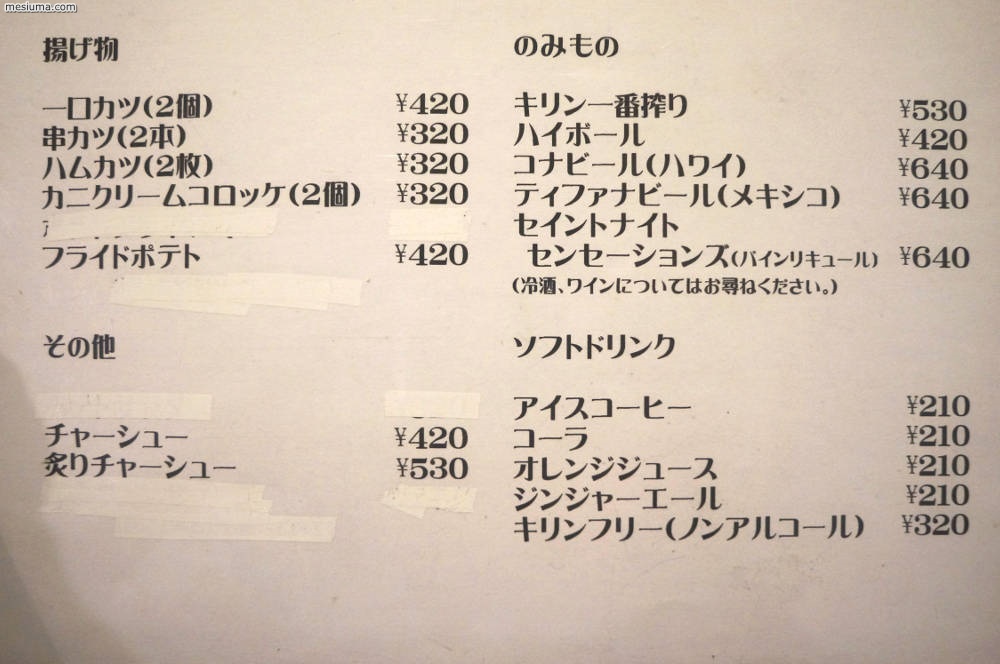 mesiuma.com
揚げ物
一口カツ(2個) ¥420
串カツ(2本) ¥320
ハムカツ(2枚) ¥320
カニクリームコロッケ(2個) ¥320
フライドポテト ¥420
その他
チャーシュー ¥420
炙りチャーシュー ¥530
のみもの
キリン一番搾り ¥530
ハイボール ¥420
コナビール(ハワイ) ¥640
ティファナビール(メキシコ) ¥640
セイントナイト
センセーションズ(パインリキュール) ¥640
(冷酒、ワインについてはお尋ねください。)
ソフトドリンク
アイスコーヒー ¥210
コーラ ¥210
オレンジジュース ¥210
ジンジャーエール ¥210
キリンフリー(ノンアルコール) ¥320